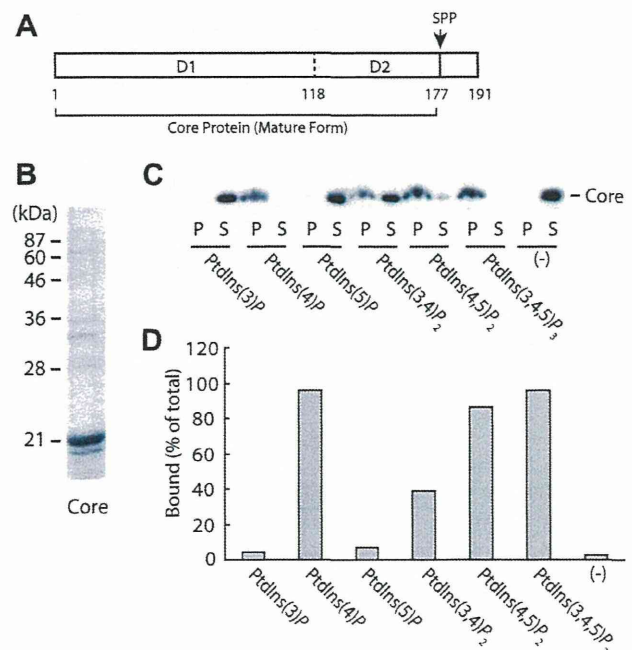 A
SPP
D1 D2
1 118 177 191
Core Protein (Mature Form)
B
(kDa)
87
60
46
36
28
21
Core
C
Core
P S P S P S P S P S P S P S
PtdIns(3)P PtdIns(4)P PtdIns(5)P PtdIns(3,4)P2 PtdIns(4,5)P2 PtdIns(3,4,5)P3 (-)
D
Bound (% of total)
120
100
80
60
40
20
0
PtdIns(3)P PtdIns(4)P PtdIns(5)P PtdIns(3,4)P2 PtdIns(4,5)P2 PtdIns(3,4,5)P (-)